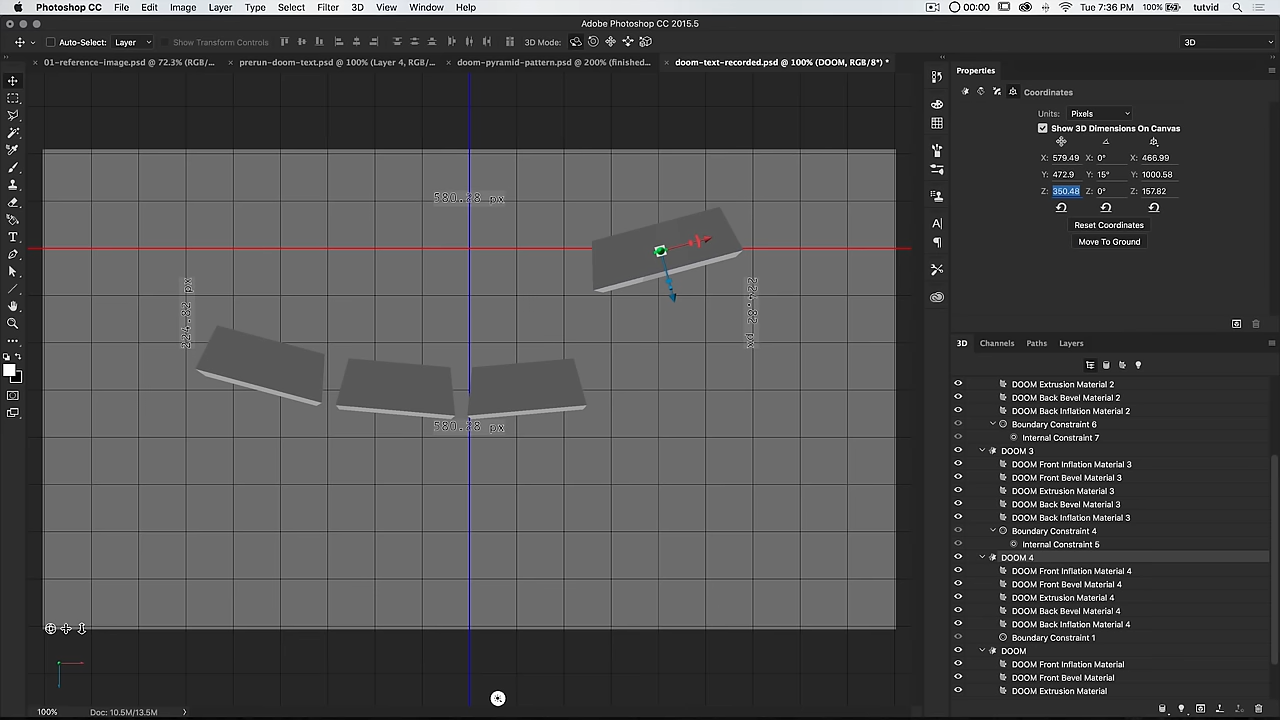 Photoshop CC File Edit Image Layer Type Select Filter 3D View Window Help 00:00 Tue 7:36 PM 100% tutvid
Adobe Photoshop CC 2015.5
Auto-Select: Layer Show Transform Controls 3D Mode: 3D
01-reference-image.psd @ 72.3% (RGB/... prerun-doom-text.psd @ 100% (Layer 4, RGB/... doom-pyramid-pattern.psd @ 200% (finished... doom-text-recorded.psd @ 100% (DOOM, RGB/8*) *
Properties
Coordinates
Units: Pixels
Show 3D Dimensions On Canvas
X: 579.49 X: 0° X: 466.99
Y: 472.9 Y: 15° Y: 1000.58
Z: 350.48 Z: 0° Z: 157.82
Reset Coordinates
Move To Ground
580.28 px
224.82 px
224.82 px
580.28 px
3D Channels Paths Layers
DOOM Extrusion Material 2
DOOM Back Bevel Material 2
DOOM Back Inflation Material 2
Boundary Constraint 6
Internal Constraint 7
DOOM 3
DOOM Front Inflation Material 3
DOOM Front Bevel Material 3
DOOM Extrusion Material 3
DOOM Back Bevel Material 3
DOOM Back Inflation Material 3
Boundary Constraint 4
Internal Constraint 5
DOOM 4
DOOM Front Inflation Material 4
DOOM Front Bevel Material 4
DOOM Extrusion Material 4
DOOM Back Bevel Material 4
DOOM Back Inflation Material 4
Boundary Constraint 1
DOOM
DOOM Front Inflation Material
DOOM Front Bevel Material
DOOM Extrusion Material
100% Doc: 10.5M/13.5M